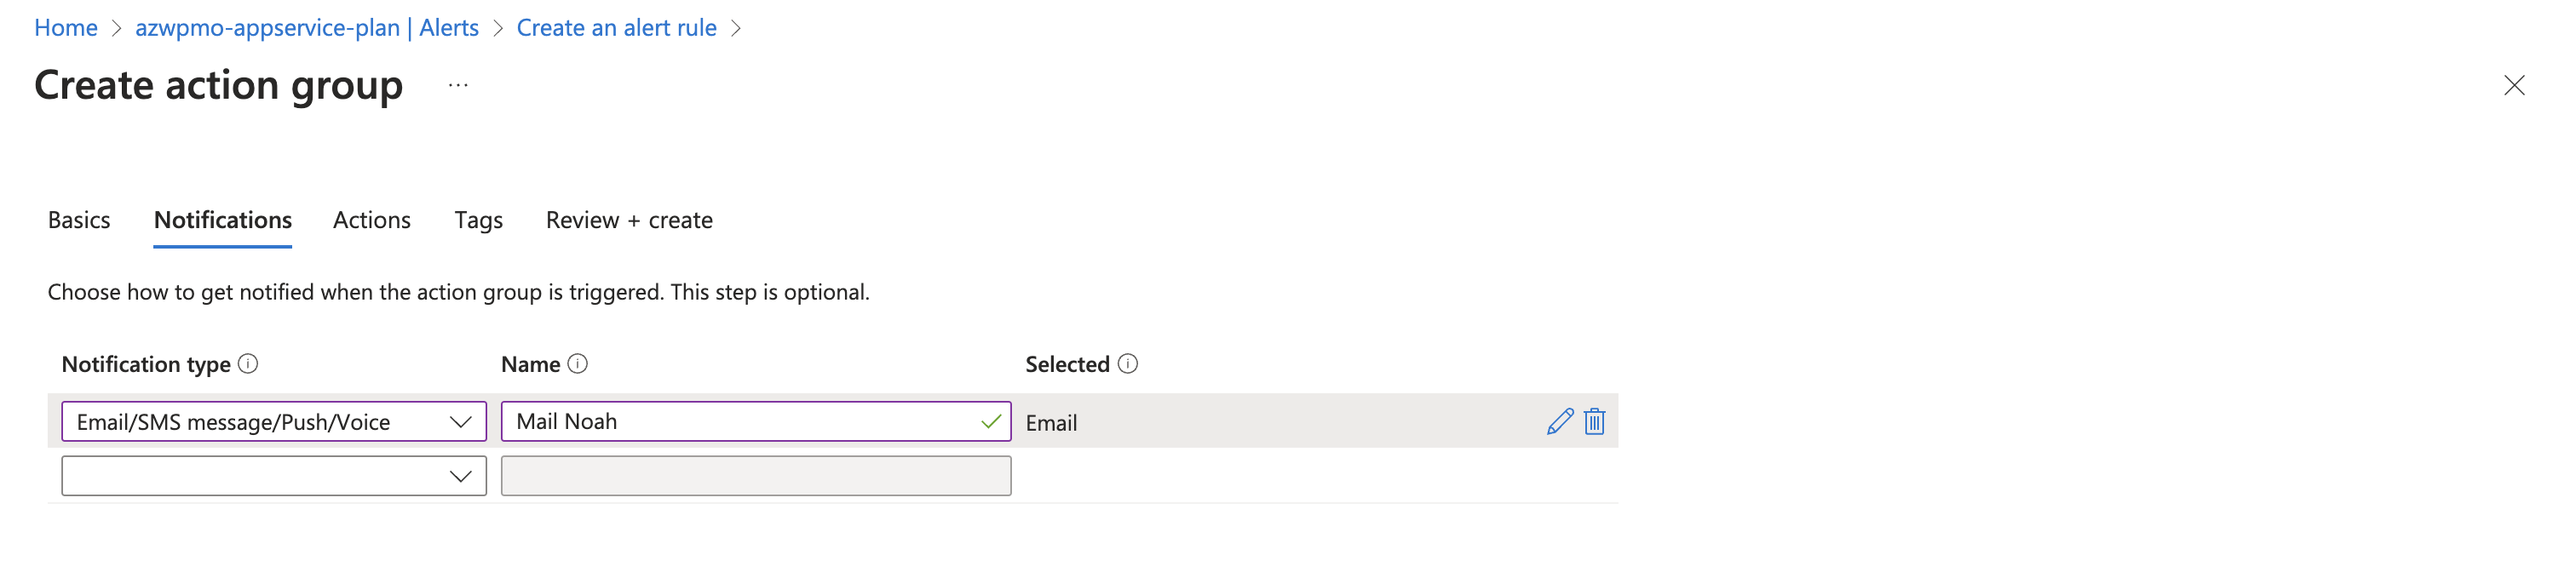 Home > azwpmo-appservice-plan | Alerts > Create an alert rule >
Create action group ...
Basics Notifications Actions Tags Review + create
Choose how to get notified when the action group is triggered. This step is optional.
Notification type Name Selected
Email/SMS message/Push/Voice Mail Noah Email